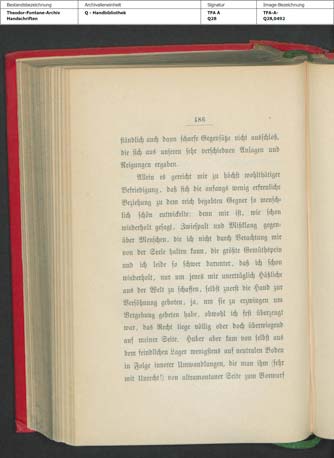 Bestandsbezeichnung Archivalieneinheit Signatur Image-Bezeichnung
Theodor-Fontane-Archiv Q - Handbibliothek TFA A TFA-A-
Handschriften Q28 Q28,0492
486
ständlich auch dann scharfe Gegensätze nicht ausschloß,
die sich aus unseren sehr verschiednen Anlagen und
Neigungen ergaben.
Allein es gereicht mir zu höchst wohlthätiger
Befriedigung, daß sich die anfangs wenig erfreuliche
Beziehung zu dem reich begabten Gegner so mensch-
lich schön entwickelte: denn mir ist, wie schon
wiederholt gesagt, Zwiespalt und Mißklang gegen-
über Menschen, die ich nicht durch Verachtung mir
von der Seele halten kann, die größte Gemüthspein
und ich leide so schwer darunter, daß ich schon
wiederholt, nur um jenes mir unerträglich Häßliche
aus der Welt zu schaffen, selbst zuerst die Hand zur
Versöhnung geboten, ja, um sie zu erzwingen um
Vergebung gebeten habe, obwohl ich fest überzeugt
war, das Recht liege völlig oder doch überwiegend
auf meiner Seite. Huber aber kam von selbst aus
dem feindlichen Lager wenigstens auf neutralen Boden
in Folge innerer Umwandlungen, die man ihm (sehr
mit Unrecht!) von ultramontaner Seite zum Vorwurf